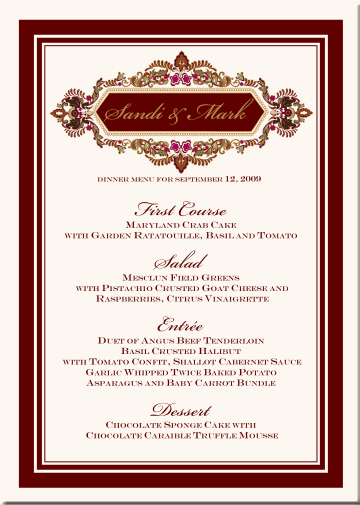 Sandi & Mark
DINNER MENU FOR SEPTEMBER 12, 2009
First Course
MARYLAND CRAB CAKE
WITH GARDEN RATATOUILLE, BASIL AND TOMATO
Salad
MESCLUN FIELD GREENS
WITH PISTACHIO CRUSTED GOAT CHEESE AND
RASPBERRIES, CITRUS VINAIGRETTE
Entrée
DUET OF ANGUS BEEF TENDERLOIN
BASIL CRUSTED HALIBUT
WITH TOMATO CONFIT, SHALLOT CABERNET SAUCE
GARLIC WHIPPED TWICE BAKED POTATO
ASPARAGUS AND BABY CARROT BUNDLE
Dessert
CHOCOLATE SPONGE CAKE WITH
CHOCOLATE CARAIBLE TRUFFLE MOUSSE